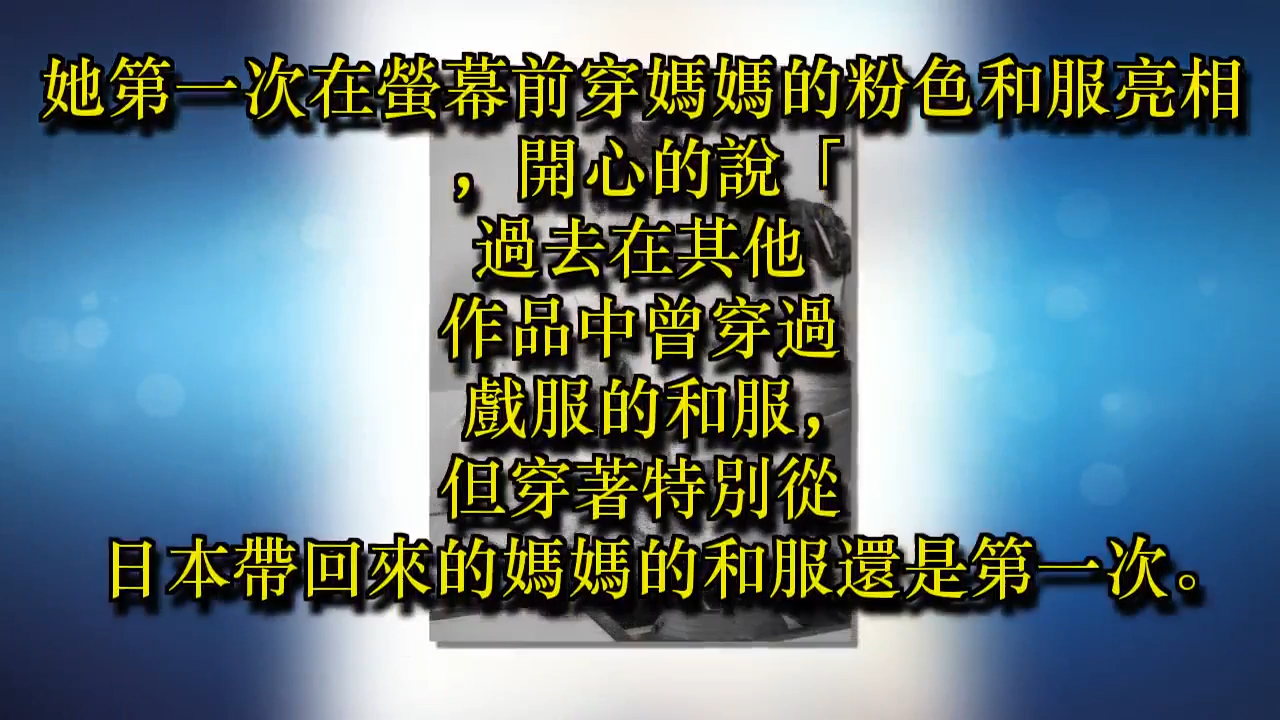 她第一次在螢幕前穿媽媽的粉色和服亮相
，開心的說「
過去在其他
作品中曾穿過
戲服的和服，
但穿著特別從
日本帶回來的媽媽的和服還是第一次。